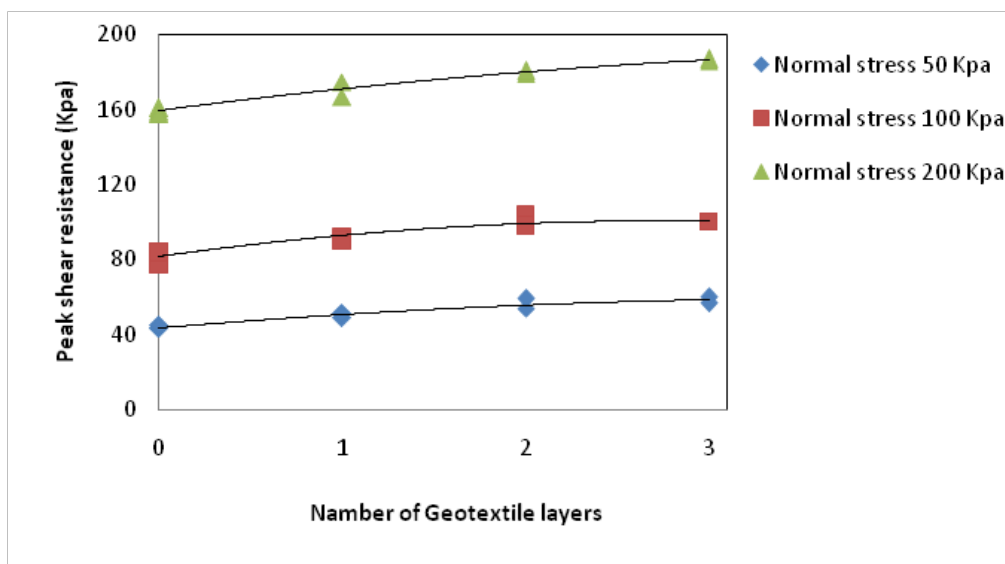 Peak shear resistance (Kpa)
200
160
120
80
40
0
0 1 2 3
Namber of Geotextile layers
Normal stress 50 Kpa
Normal stress 100 Kpa
Normal stress 200 Kpa